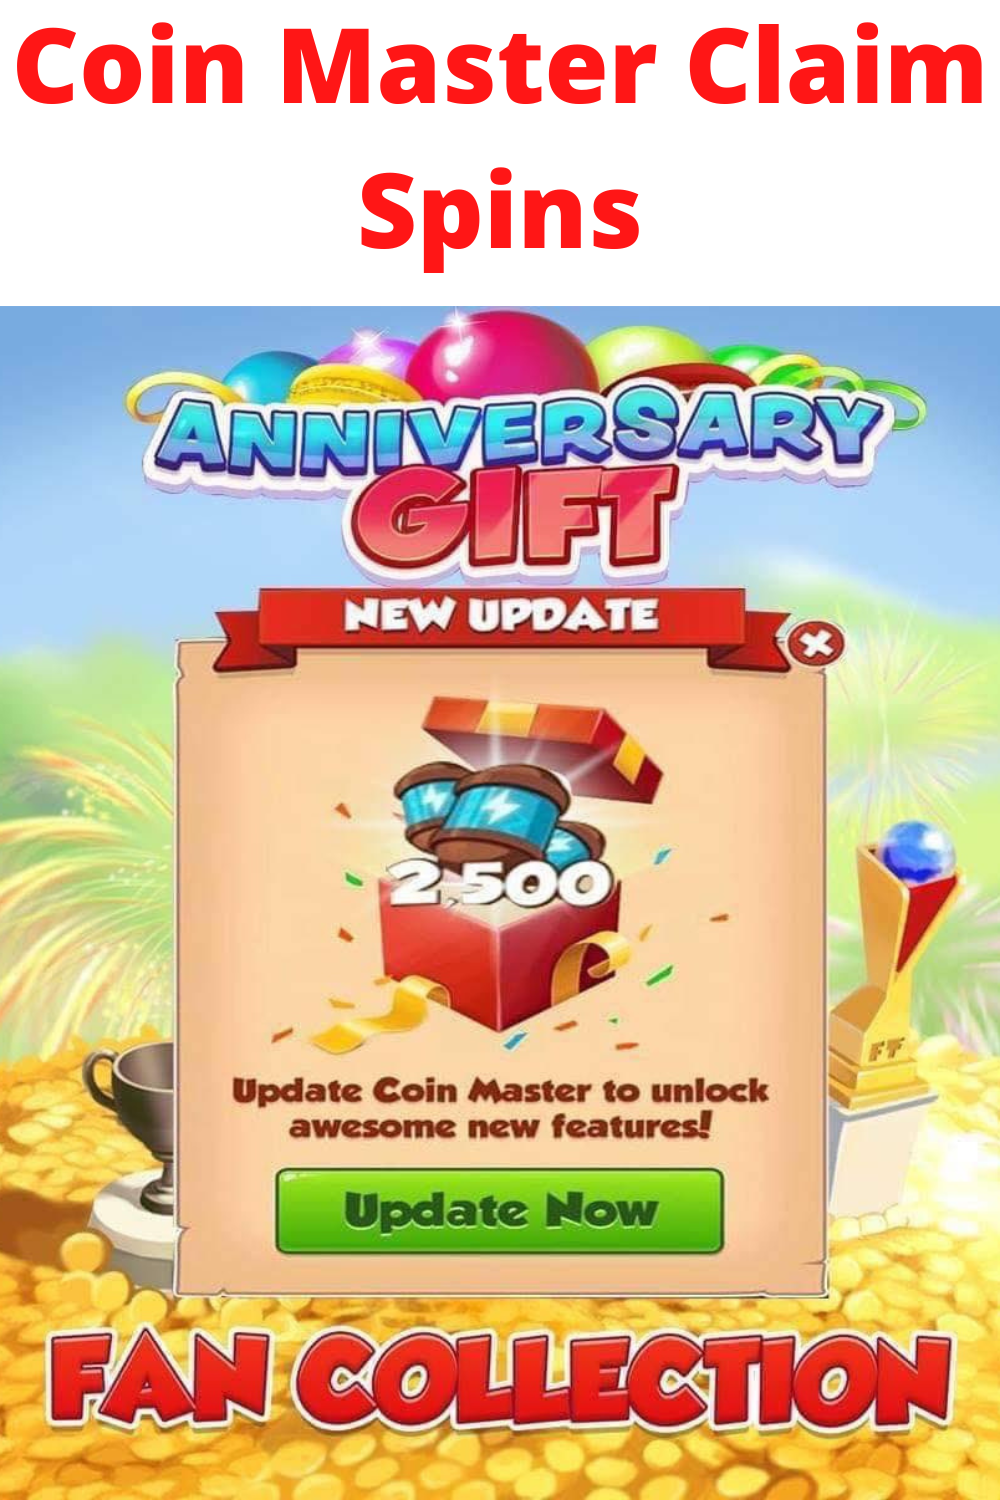 Coin Master Claim
Spins
ANNIVERSARY
GIFT
NEW UPDATE
2,500
FF
Update Coin Master to unlock
awesome new features!
Update Now
FAN COLLECTION